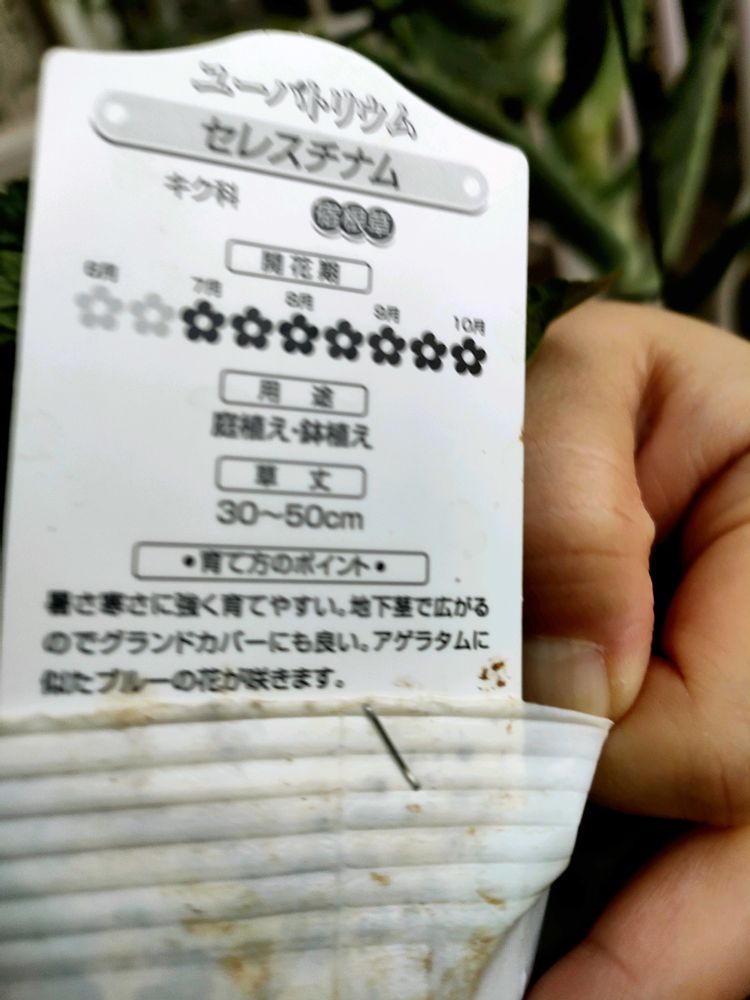 ユーパトリウム
セレスチナム
キク科
宿根草
開花期
6月 7月 8月 9月 10月
用途
庭植え・鉢植え
草丈
30〜50cm
•育て方のポイント•
暑さ寒さに強く育てやすい。地下茎で広がる
のでグランドカバーにも良い。アゲラタムに
似たブルーの花が咲きます。